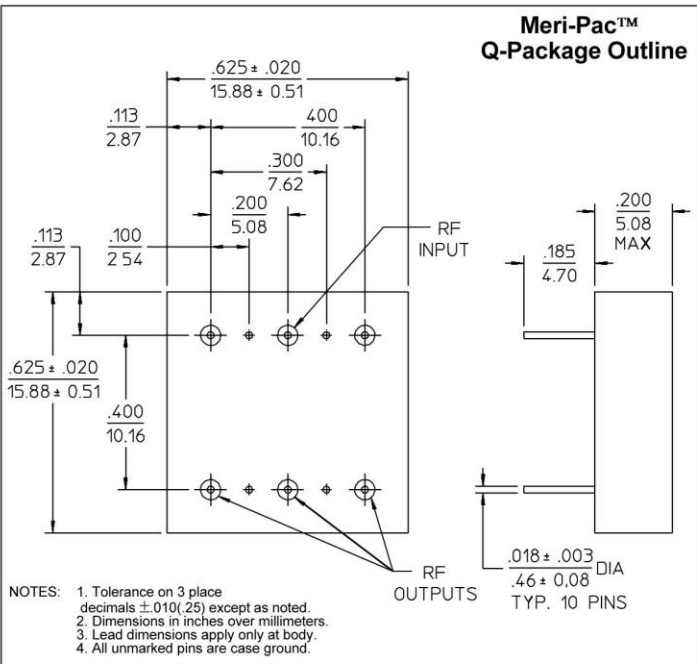 Meri-Pac™
Q-Package Outline
.625 ± .020
15.88 ± 0.51
.113
2.87
.400
10.16
.300
7.62
.200
5.08
RF
INPUT
.200
5.08
MAX
.113
2.87
.100
2 54
.185
4.70
.625 ± .020
15.88 ± 0.51
.400
10.16
.018 ± .003
.46 ± 0,08
DIA
TYP. 10 PINS
RF
OUTPUTS
NOTES: 1. Tolerance on 3 place
decimals ±.010(.25) except as noted.
2. Dimensions in inches over millimeters.
3. Lead dimensions apply only at body.
4. All unmarked pins are case ground.